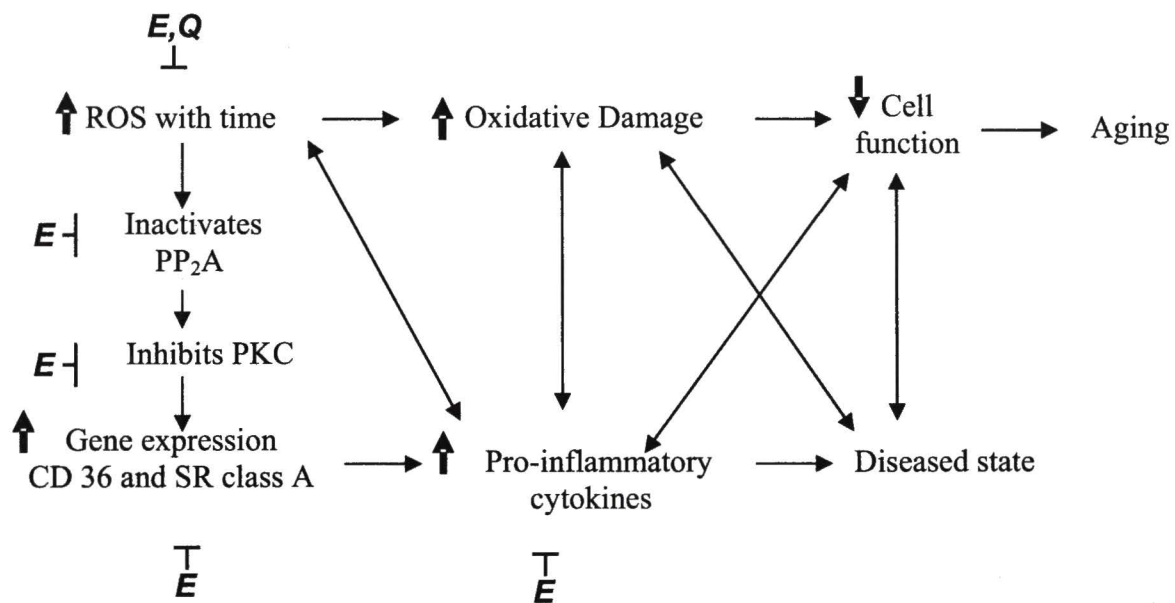 E,Q
ROS with time
Oxidative Damage
Cell
function
Aging
E
Inactivates
PP₂A
E
Inhibits PKC
Gene expression
CD 36 and SR class A
Pro-inflammatory
cytokines
Diseased state
E
E